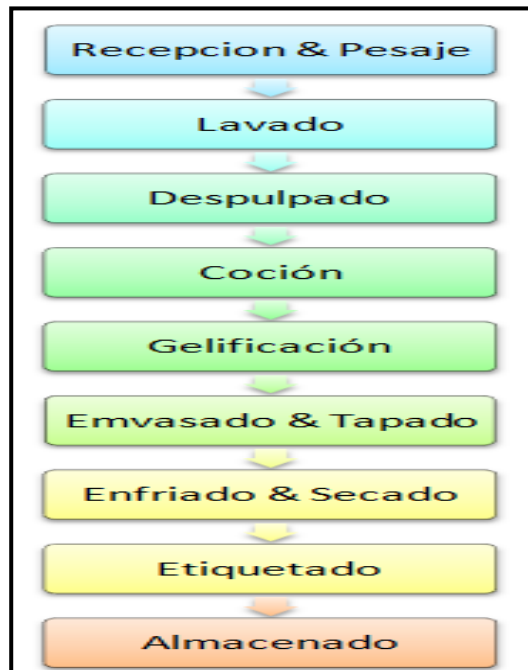 Recepcion & Pesaje
Lavado
Despulpado
Coción
Gelificación
Emvasado & Tapado
Enfriado & Secado
Etiquetado
Almacenado